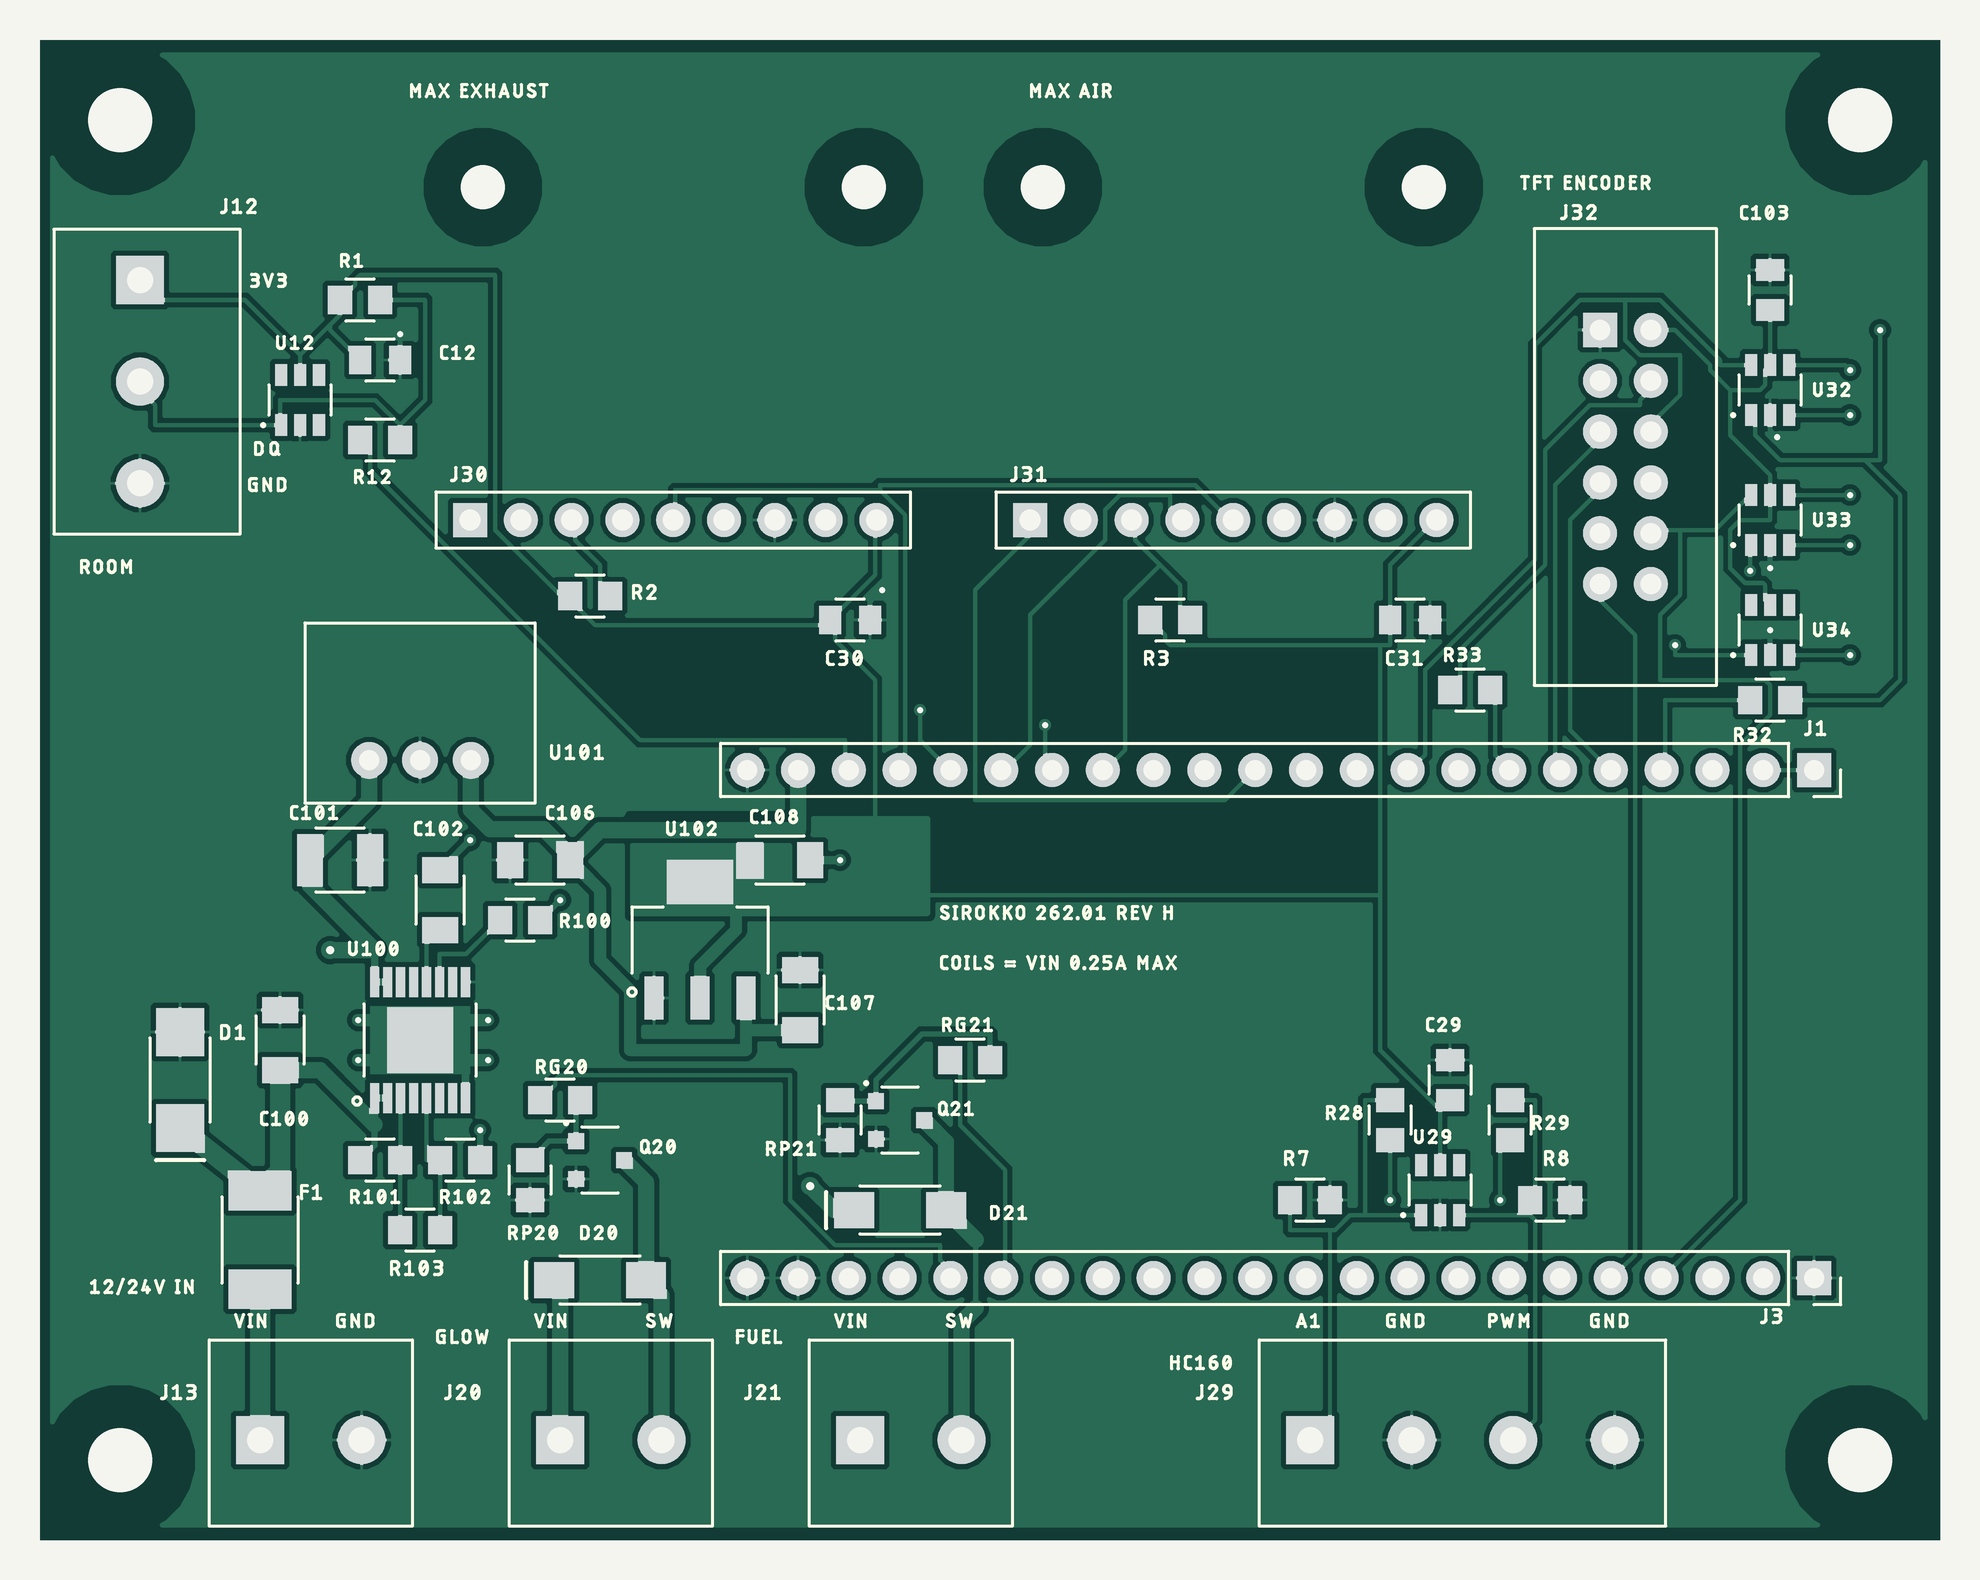 MAX EXHAUST
MAX AIR
TFT ENCODER
J12
J32
C103
R1
3V3
U12
C12
U32
DQ
R12
GND
J30
J31
U33
ROOM
R2
U34
C30
R3
C31
R33
J1
R32
U101
C101
C106
C108
C102
U102
R100
SIROKKO 262.01 REV H
U100
COILS = VIN 0.25A MAX
C107
D1
RG21
C29
RG20
C100
Q21
R28
R29
U29
RP21
Q20
R7
R8
F1
R101
R102
D21
RP20
D20
R103
12/24V IN
VIN
GND
GLOW
VIN
SW
FUEL
VIN
SW
A1
GND
PWM
GND
J3
HC160
J13
J20
J21
J29